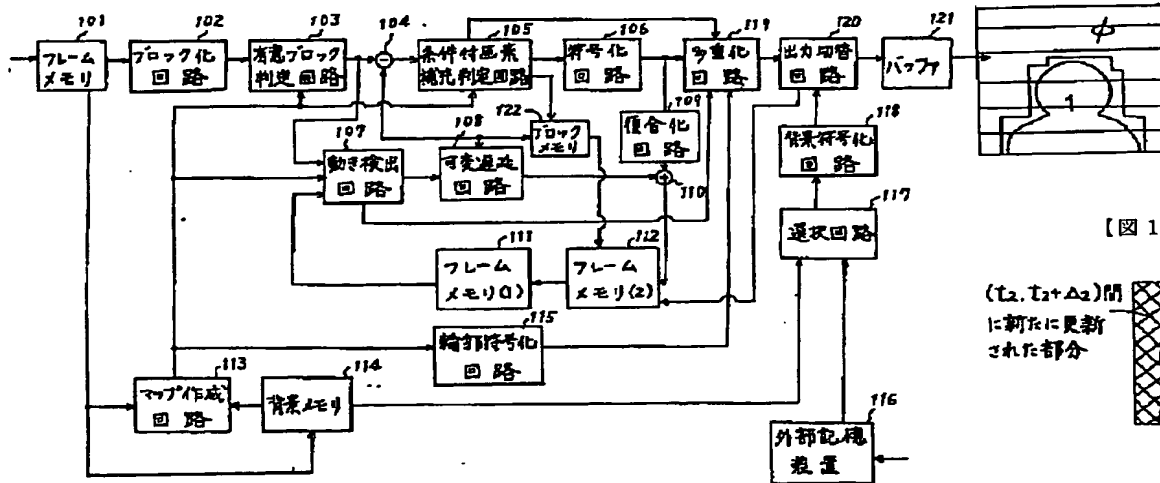 101
フレーム
メモリ
102
ブロック化
回路
103
有意ブロック
判定回路
104
105
条件付画素
補充判定回路
106
符号化
回路
119
多重化
回路
120
出力切替
回路
121
バッファ
φ
1
107
動き検出
回路
108
可変遅延
回路
122
ブロック
メモリ
109
復合化
回路
110
118
背景符号化
回路
117
選択回路
【図 1
111
フレーム
メモリ(1)
112
フレーム
メモリ(2)
(t2, t2+Δ2)間
に新たに更新
された部分
115
輪郭符号化
回路
113
マップ作成
回路
114
背景メモリ
116
外部記憶
装置